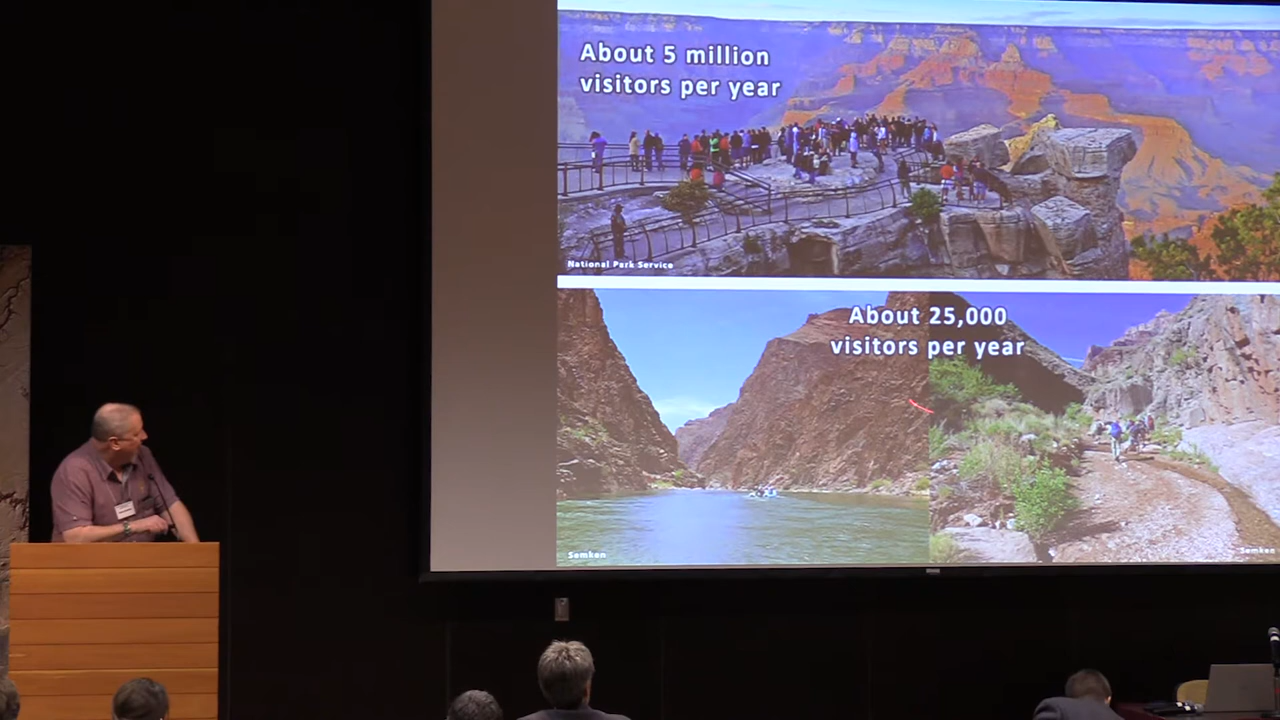 About 5 million
visitors per year
National Park Service
About 25,000
visitors per year
Semken
Semken